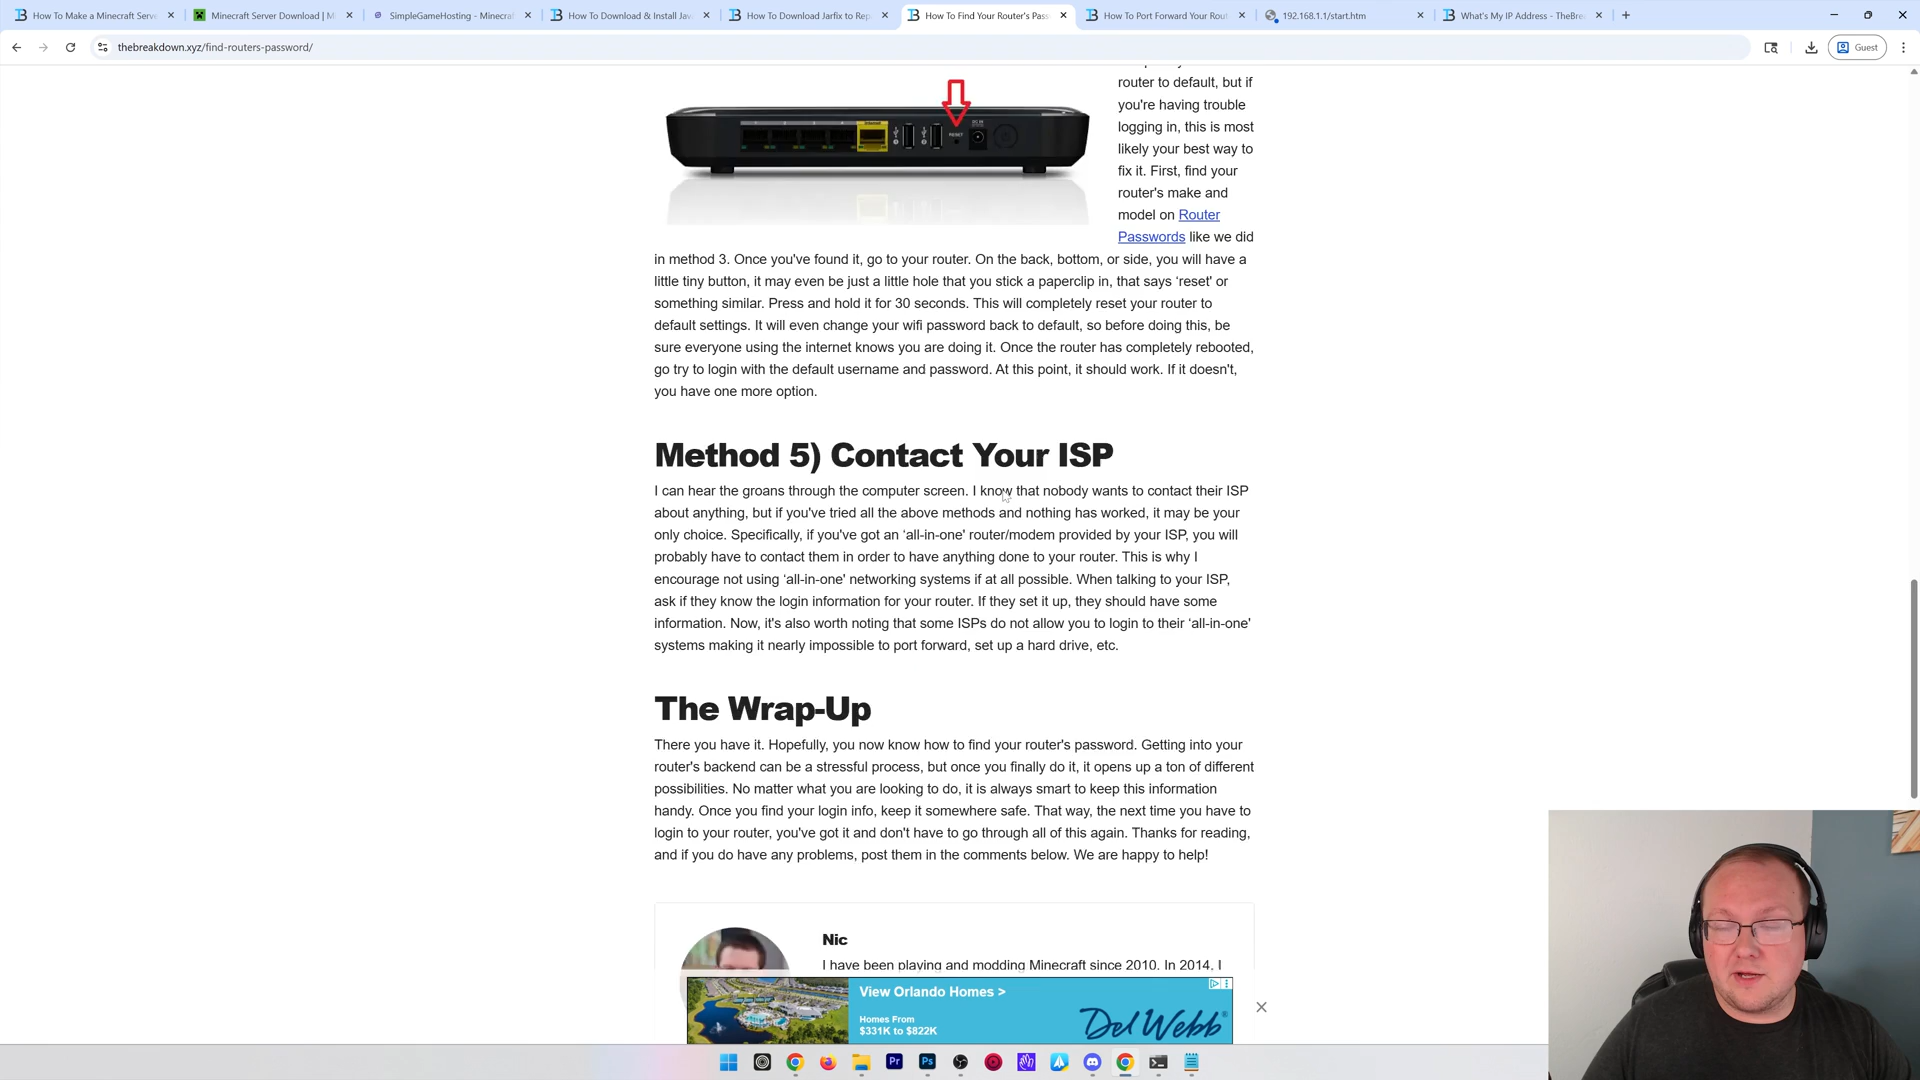 How To Make a Minecraft Serve
Minecraft Server Download | M
SimpleGameHosting - Minecraf
How To Download & Install Jav
How To Download Jarfix to Rep
How To Find Your Router's Pass
How To Port Forward Your Rout
192.168.1.1/start.htm
What's My IP Address - TheBre
thebreakdown.xyz/find-routers-password/
Guest
router to default, but if
you're having trouble
logging in, this is most
likely your best way to
fix it. First, find your
router's make and
model on Router
Passwords like we did
RESET
in method 3. Once you've found it, go to your router. On the back, bottom, or side, you will have a
little tiny button, it may even be just a little hole that you stick a paperclip in, that says ‘reset' or
something similar. Press and hold it for 30 seconds. This will completely reset your router to
default settings. It will even change your wifi password back to default, so before doing this, be
sure everyone using the internet knows you are doing it. Once the router has completely rebooted,
go try to login with the default username and password. At this point, it should work. If it doesn't,
you have one more option.
Method 5) Contact Your ISP
I can hear the groans through the computer screen. I know that nobody wants to contact their ISP
about anything, but if you've tried all the above methods and nothing has worked, it may be your
only choice. Specifically, if you've got an ‘all-in-one' router/modem provided by your ISP, you will
probably have to contact them in order to have anything done to your router. This is why I
encourage not using ‘all-in-one' networking systems if at all possible. When talking to your ISP,
ask if they know the login information for your router. If they set it up, they should have some
information. Now, it's also worth noting that some ISPs do not allow you to login to their ‘all-in-one'
systems making it nearly impossible to port forward, set up a hard drive, etc.
The Wrap-Up
There you have it. Hopefully, you now know how to find your router's password. Getting into your
router's backend can be a stressful process, but once you finally do it, it opens up a ton of different
possibilities. No matter what you are looking to do, it is always smart to keep this information
handy. Once you find your login info, keep it somewhere safe. That way, the next time you have to
login to your router, you've got it and don't have to go through all of this again. Thanks for reading,
and if you do have any problems, post them in the comments below. We are happy to help!
Nic
I have been playing and modding Minecraft since 2010. In 2014, I
View Orlando Homes >
Homes From
$331K to $822K
Del Webb
Pr
Ps